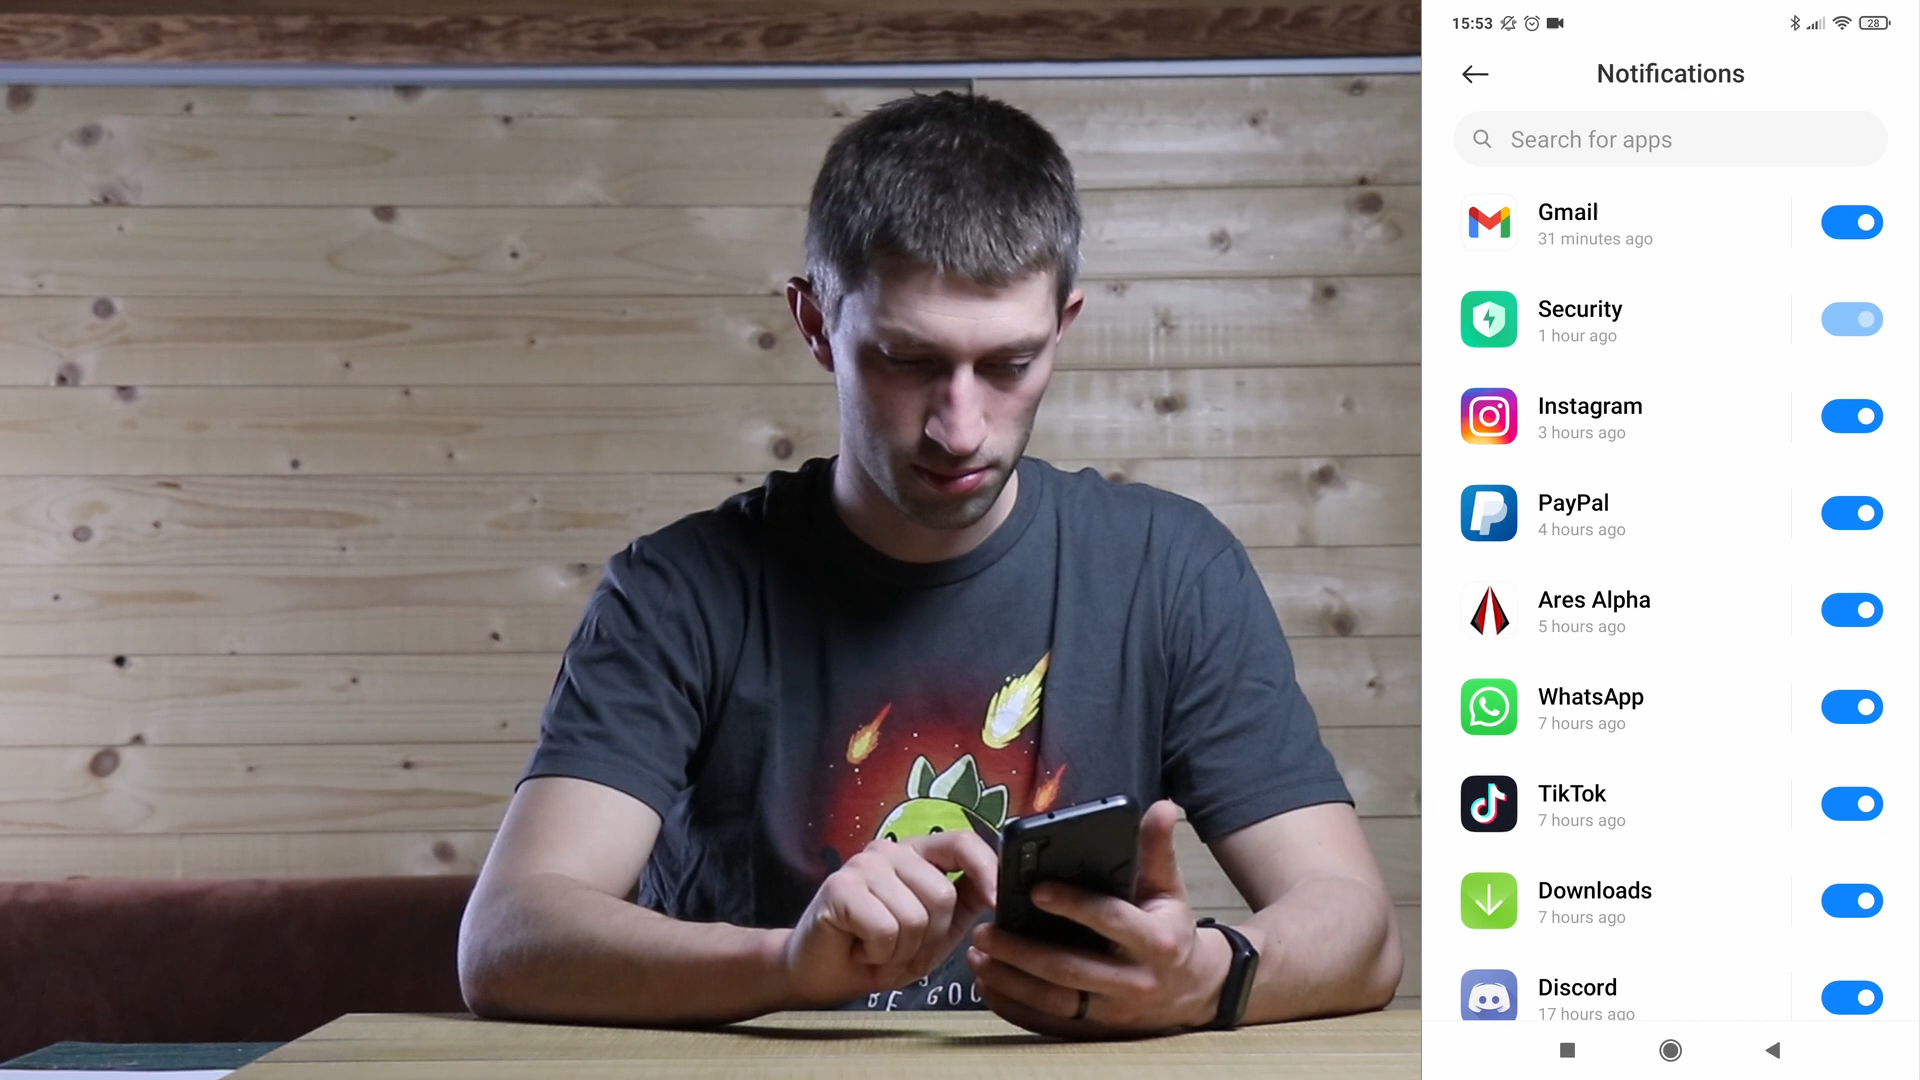 15:53
28
Notifications
Search for apps
Gmail
31 minutes ago
Security
1 hour ago
Instagram
3 hours ago
PayPal
4 hours ago
Ares Alpha
5 hours ago
WhatsApp
7 hours ago
TikTok
7 hours ago
Downloads
7 hours ago
Discord
17 hours ago